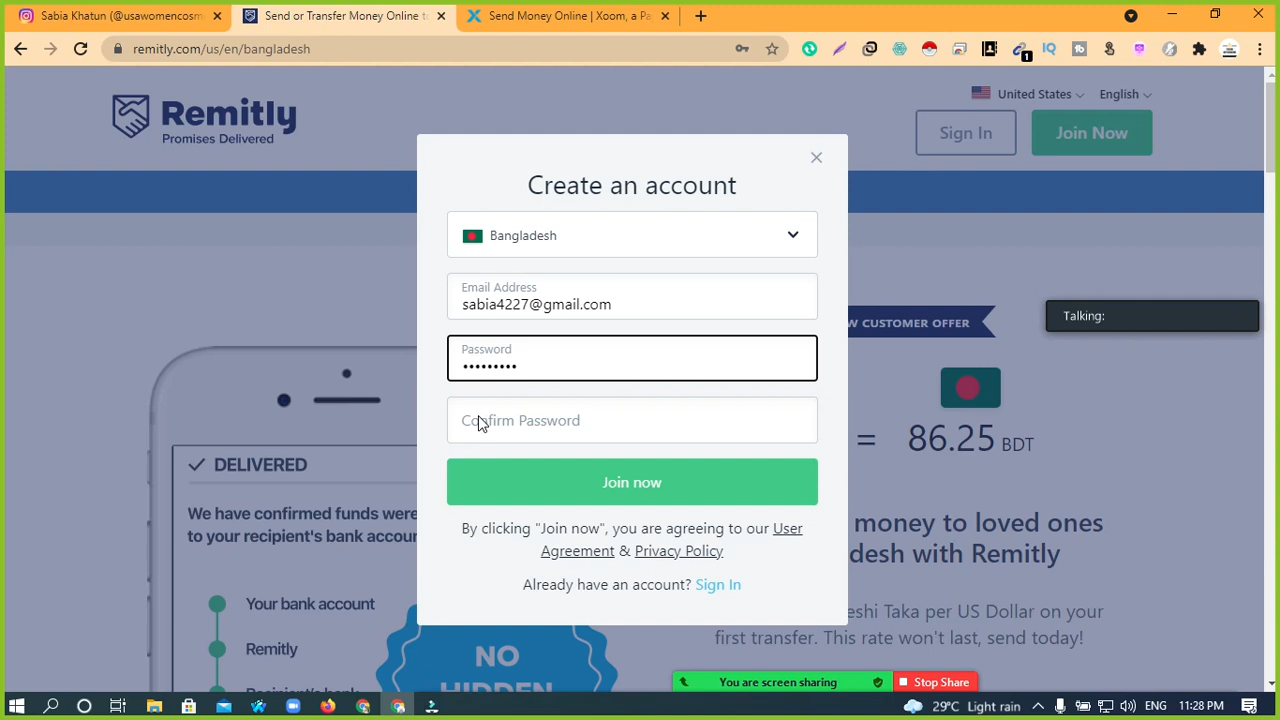 Sabia Khatun (@usawomencosm
Send or Transfer Money Online to
Send Money Online | Xoom, a Pa
remitly.com/us/en/bangladesh
IQ
1
Remitly
Promises Delivered
United States
English
Sign In
Join Now
Create an account
Bangladesh
Email Address
sabia4227@gmail.com
Password
•••••••••
Confirm Password
Join now
By clicking "Join now", you are agreeing to our User
Agreement & Privacy Policy
Already have an account? Sign In
W CUSTOMER OFFER
Talking:
= 86.25 BDT
DELIVERED
We have confirmed funds were
to your recipient's bank accou
Your bank account
Remitly
Recipient's bank
NO
HIDDEN
money to loved ones
desh with Remitly
eshi Taka per US Dollar on your
first transfer. This rate won't last, send today!
You are screen sharing
Stop Share
29°C Light rain
ENG
11:28 PM